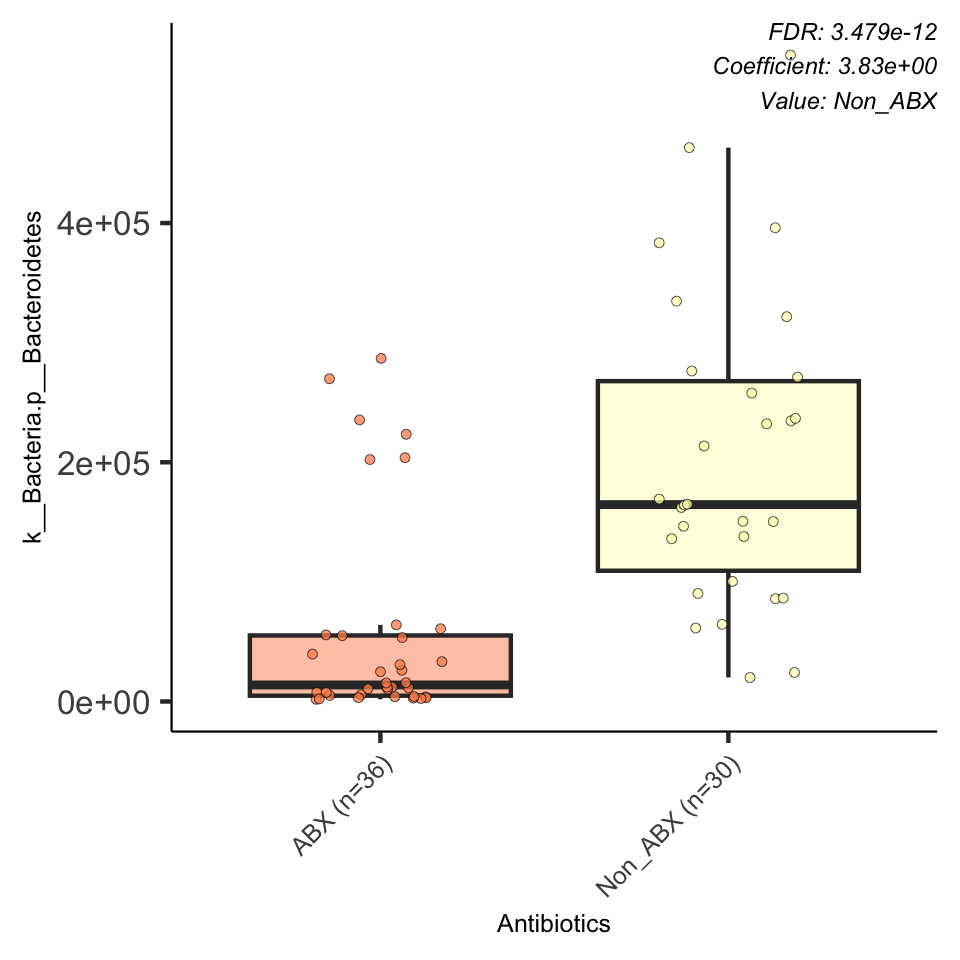 FDR: 3.479e-12
Coefficient: 3.83e+00
Value: Non_ABX
k__Bacteria.p__Bacteroidetes
4e+05
2e+05
0e+00
ABX (n=36)
Non_ABX (n=30)
Antibiotics